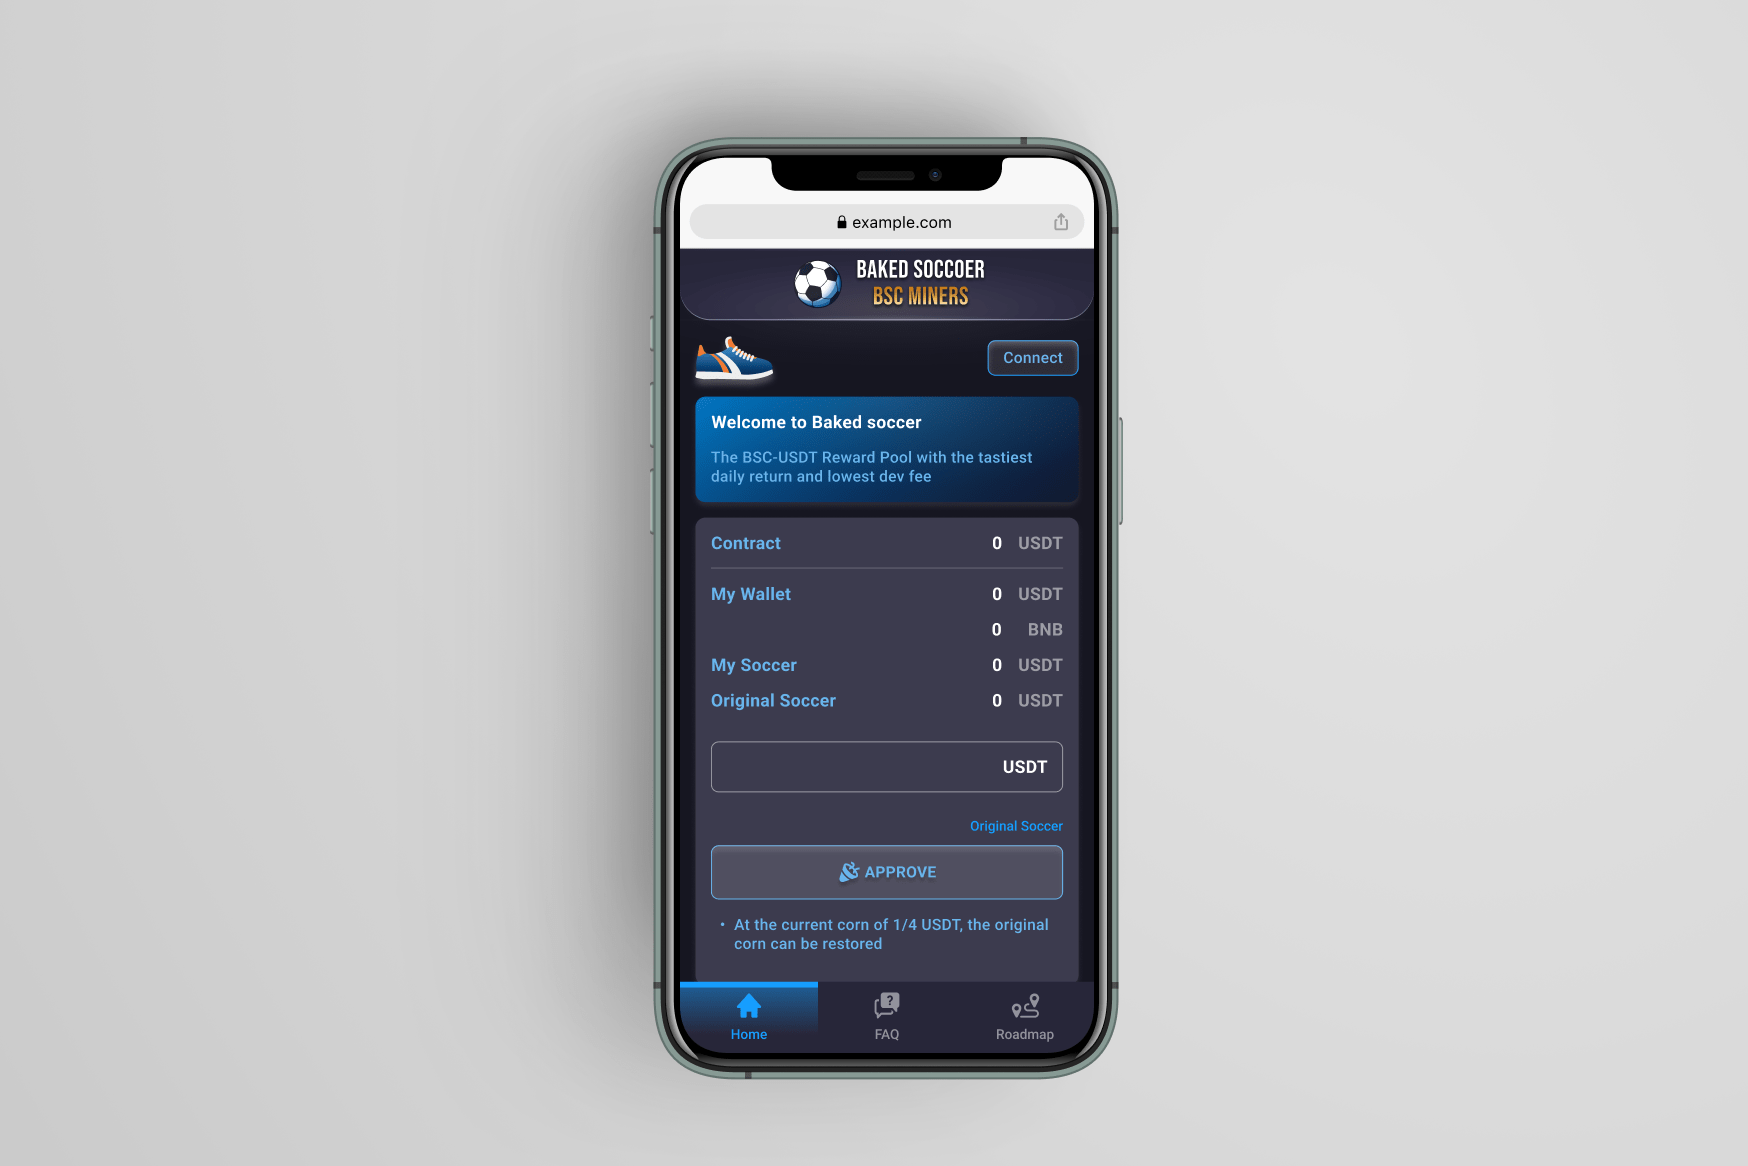 example.com
BAKED SOCCOER
BSC MINERS
Connect
Welcome to Baked soccer
The BSC-USDT Reward Pool with the tastiest
daily return and lowest dev fee
Contract 0 USDT
My Wallet 0 USDT
0 BNB
My Soccer 0 USDT
Original Soccer 0 USDT
USDT
Original Soccer
APPROVE
• At the current corn of 1/4 USDT, the original
corn can be restored
Home FAQ Roadmap